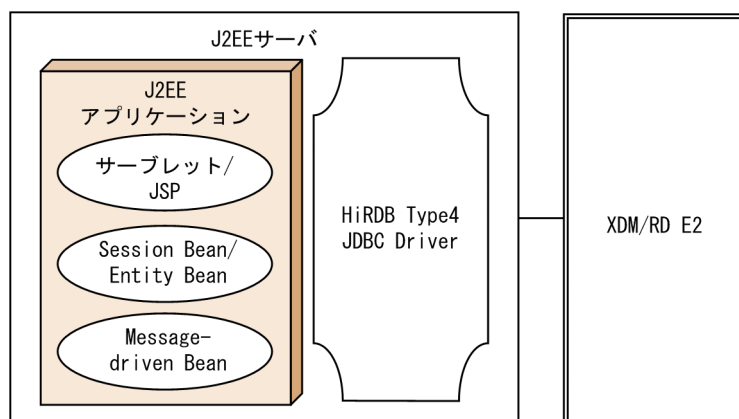 J2EEサーバ
J2EE
アプリケーション
サーブレット/
JSP
Session Bean/
Entity Bean
Message-
driven Bean
HiRDB Type4
JDBC Driver
XDM/RD E2